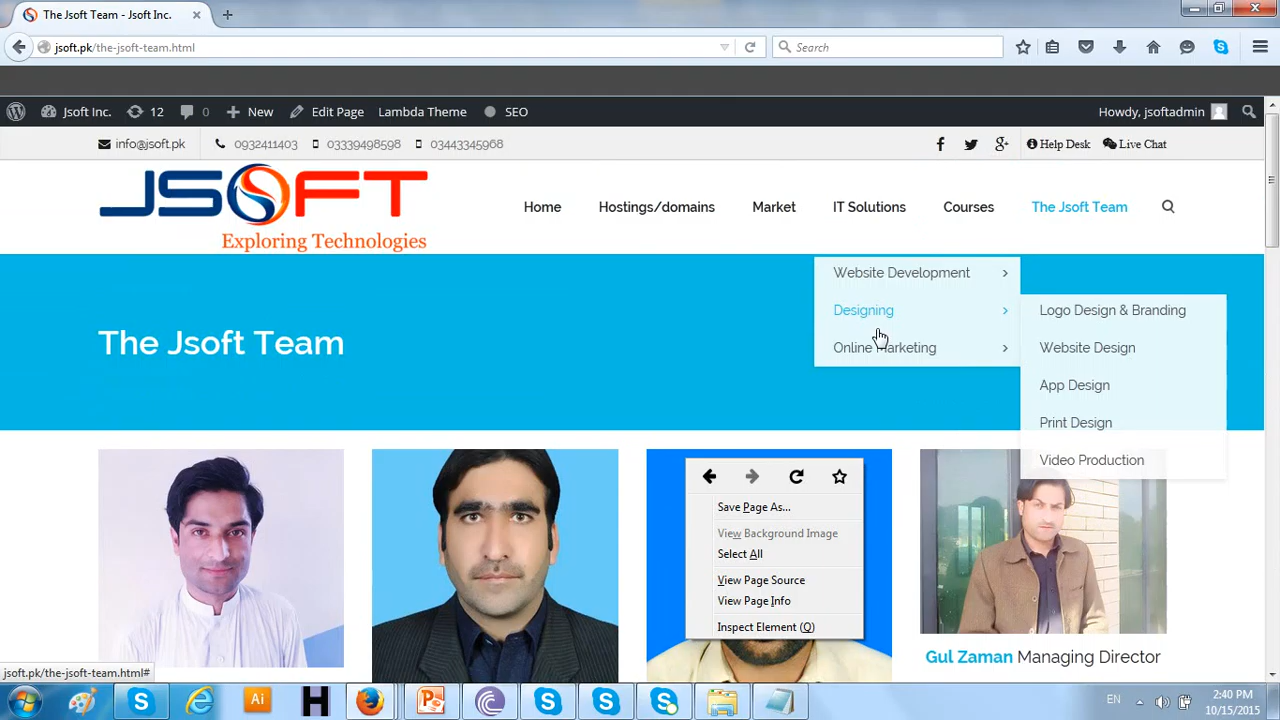 The Jsoft Team - Jsoft Inc.
jsoft.pk/the-jsoft-team.html
Search
Jsoft Inc.
12
0
New
Edit Page
Lambda Theme
SEO
Howdy, jsoftadmin
info@jsoft.pk
0932411403
03339498598
03443345968
Help Desk
Live Chat
JSOFT
Exploring Technologies
Home
Hostings/domains
Market
IT Solutions
Courses
The Jsoft Team
Website Development
Designing
Online Marketing
Logo Design & Branding
Website Design
App Design
Print Design
Video Production
The Jsoft Team
Save Page As...
View Background Image
Select All
View Page Source
View Page Info
Inspect Element (Q)
Gul Zaman Managing Director
jsoft.pk/the-jsoft-team.html#
Ai
EN
2:40 PM
10/15/2015